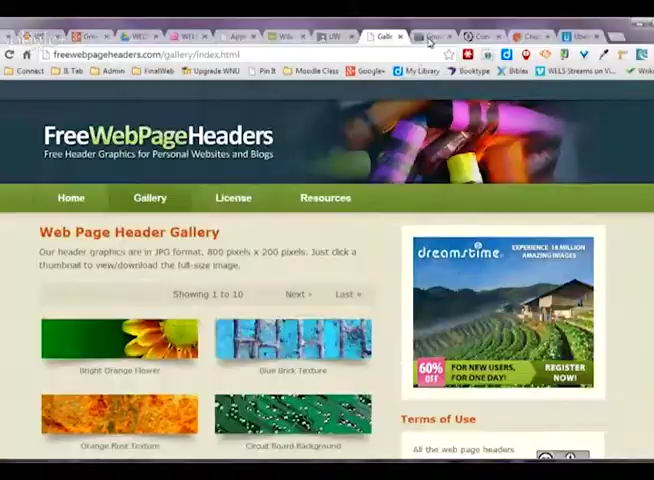 Gall
UW
freewebpageheaders.com/gallery/index.html
Connect B. Tab Admin FinalWeb Upgrade WNU Pin It Moodle Class Google+ My Library Booktype Biblex WELS Streams on V
FreeWebPageHeaders
Free Header Graphics for Personal Websites and Blogs
Home Gallery License Resources
Web Page Header Gallery
Our header graphics are in JPG format, 800 pixels x 200 pixels. Just click a
thumbnail to view/download the full-size image.
Showing 1 to 10 Next › Last »
Bright Orange Flower Blue Brick Texture
Orange Rust Texture Circuit Board Background
dreamstime EXPERIENCE 18 MILLION
AMAZING IMAGES
60%
OFF
FOR NEW USERS,
FOR ONE DAY!
REGISTER
NOW!
Terms of Use
All the web page headers